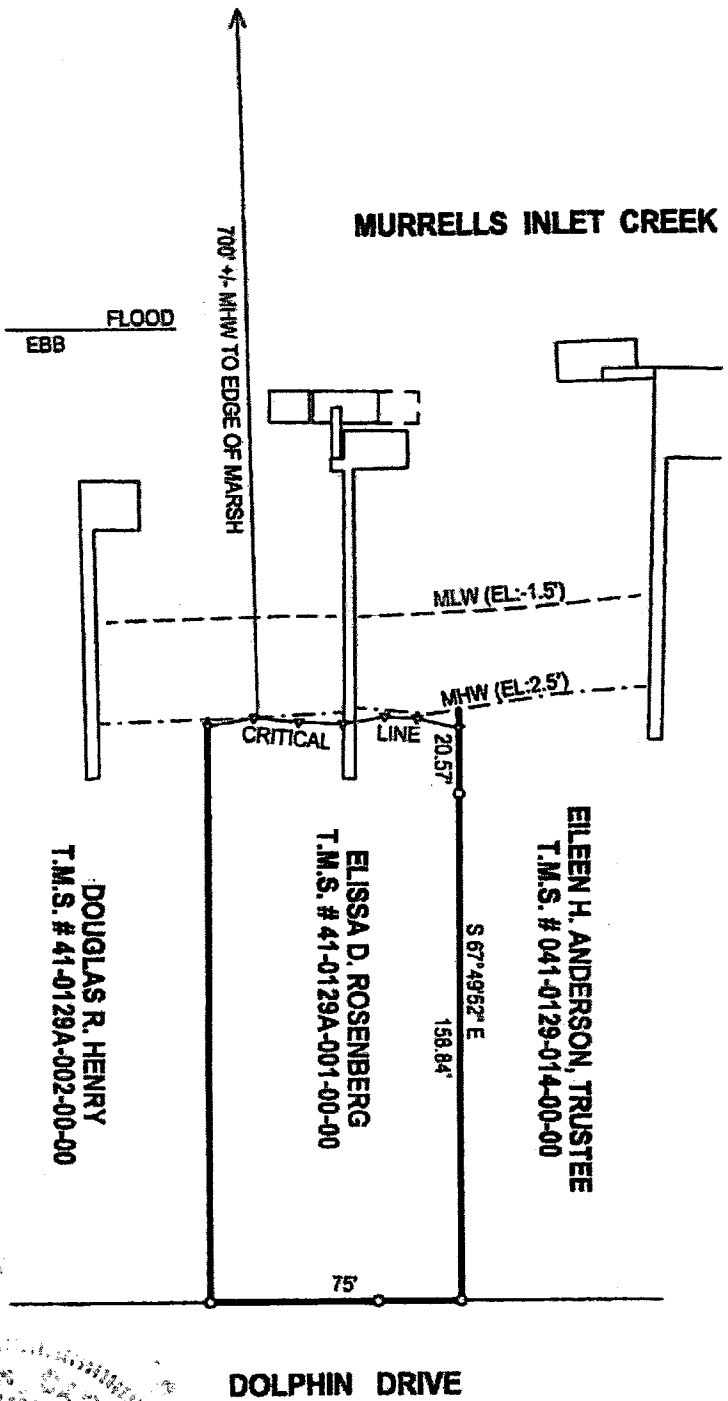 MURRELLS INLET CREEK
700' +/- MHW TO EDGE OF MARSH
FLOOD
EBB
MLW (EL:-1.5')
MHW (EL:2.5')
CRITICAL LINE
20.57'
EILEEN H. ANDERSON, TRUSTEE
T.M.S. # 041-0129-014-00-00
S 67°49'52" E
158.84'
ELISSA D. ROSENBERG
T.M.S. # 41-0129A-001-00-00
DOUGLAS R. HENRY
T.M.S. # 41-0129A-002-00-00
75'
DOLPHIN DRIVE